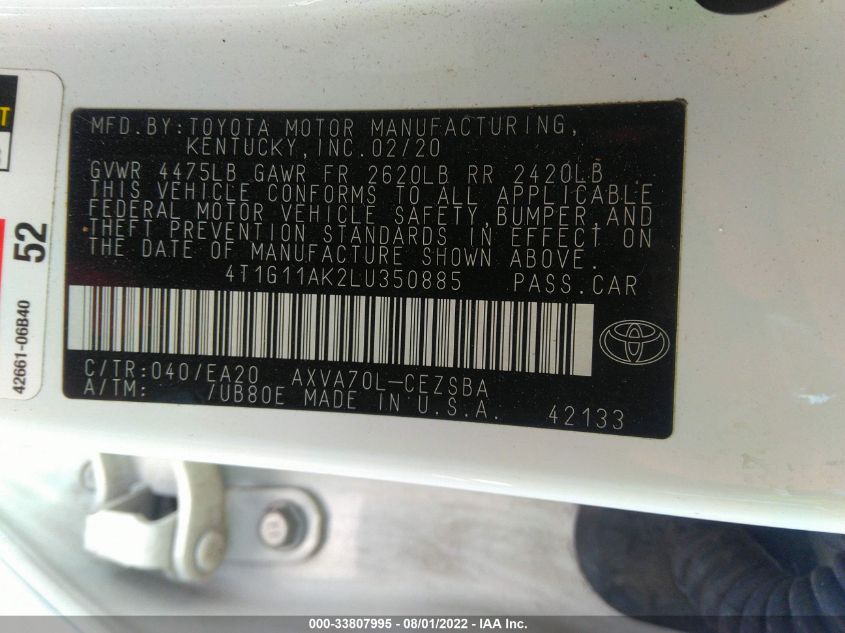 MFD.BY:TOYOTA MOTOR MANUFACTURING,
KENTUCKY,INC.02/20
GVWR 4475LB GAWR FR 2620LB RR 2420LB
THIS VEHICLE CONFORMS TO ALL APPLICABLE
FEDERAL MOTOR VEHICLE SAFETY,BUMPER,AND
THEFT PREVENTION STANDARDS IN EFFECT ON
THE DATE OF MANUFACTURE SHOWN ABOVE.
4T1G11AK2LU350885 PASS.CAR
C/TR:040/EA20 AXVA70L-CEZSBA
A/TM: /UB80E MADE IN U.S.A. 42133
52
42661-06B40
000-33807995 - 08/01/2022 - IAA Inc.